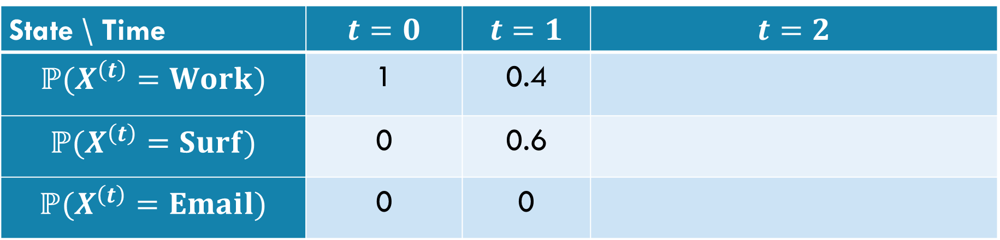 State \ Time t = 0 t = 1 t = 2
ℙ(X^(t) = Work) 1 0.4
ℙ(X^(t) = Surf) 0 0.6
ℙ(X^(t) = Email) 0 0